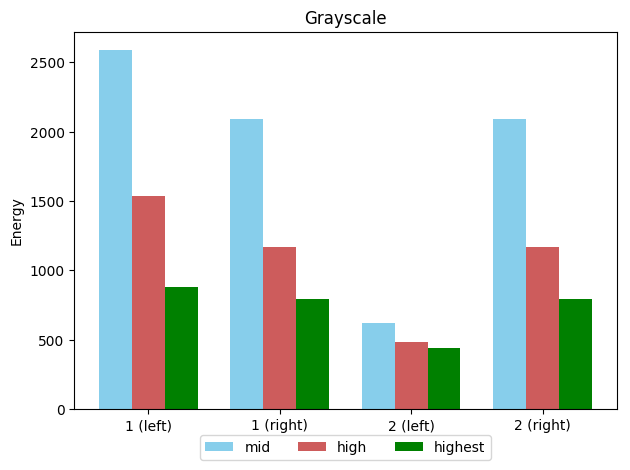 Grayscale
Energy
2500
2000
1500
1000
500
0
1 (left)
1 (right)
2 (left)
2 (right)
mid
high
highest